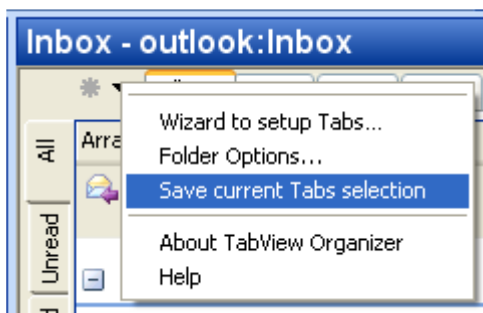 Inbox - outlook:Inbox
All
Arra
Wizard to setup Tabs...
Folder Options...
Save current Tabs selection
Unread
About TabView Organizer
Help